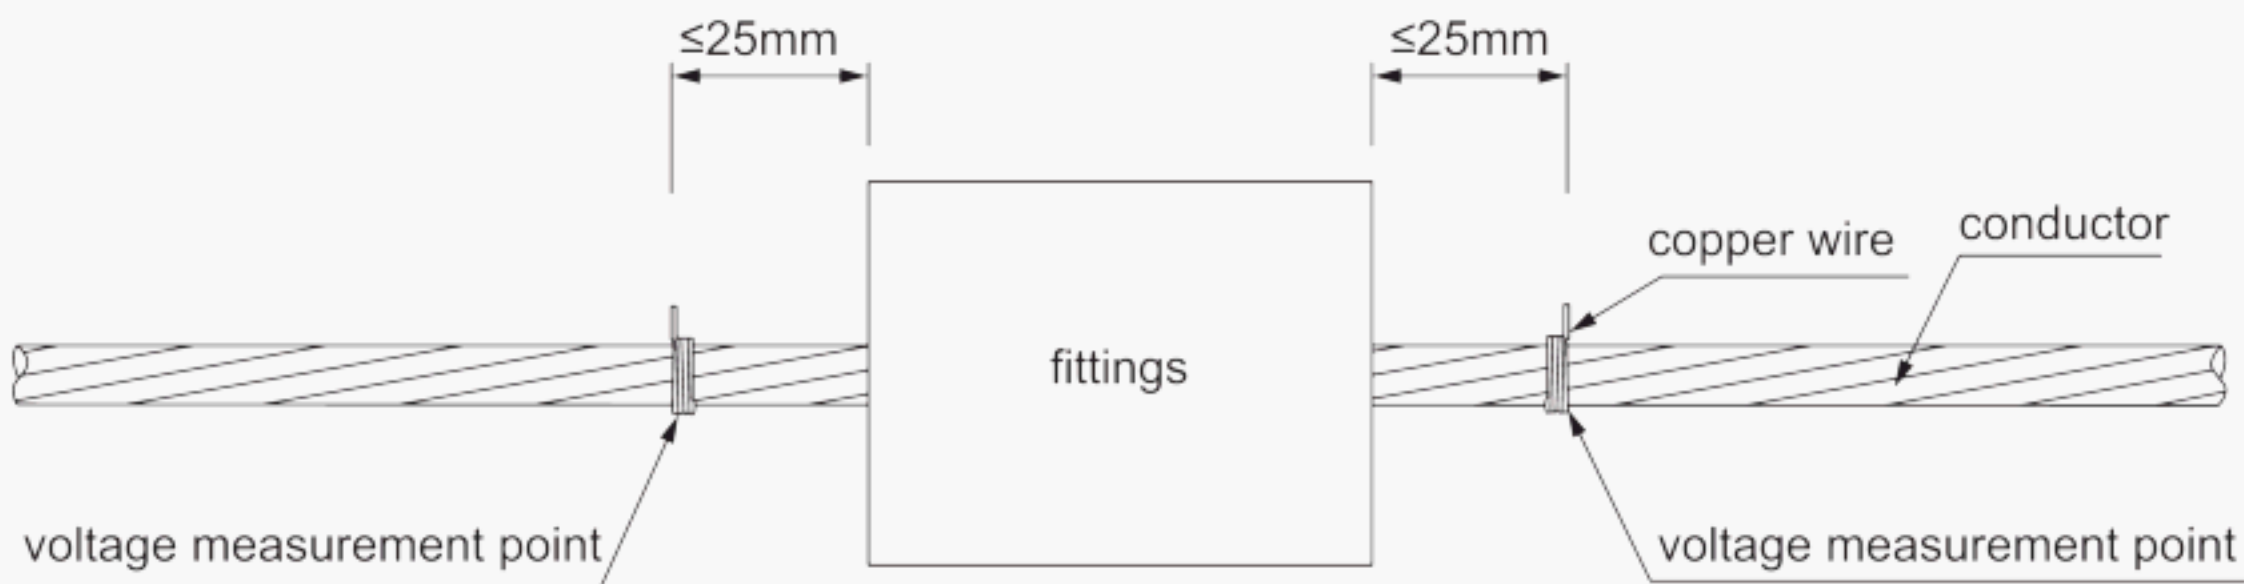 ≤25mm
≤25mm
copper wire
conductor
fittings
voltage measurement point
voltage measurement point